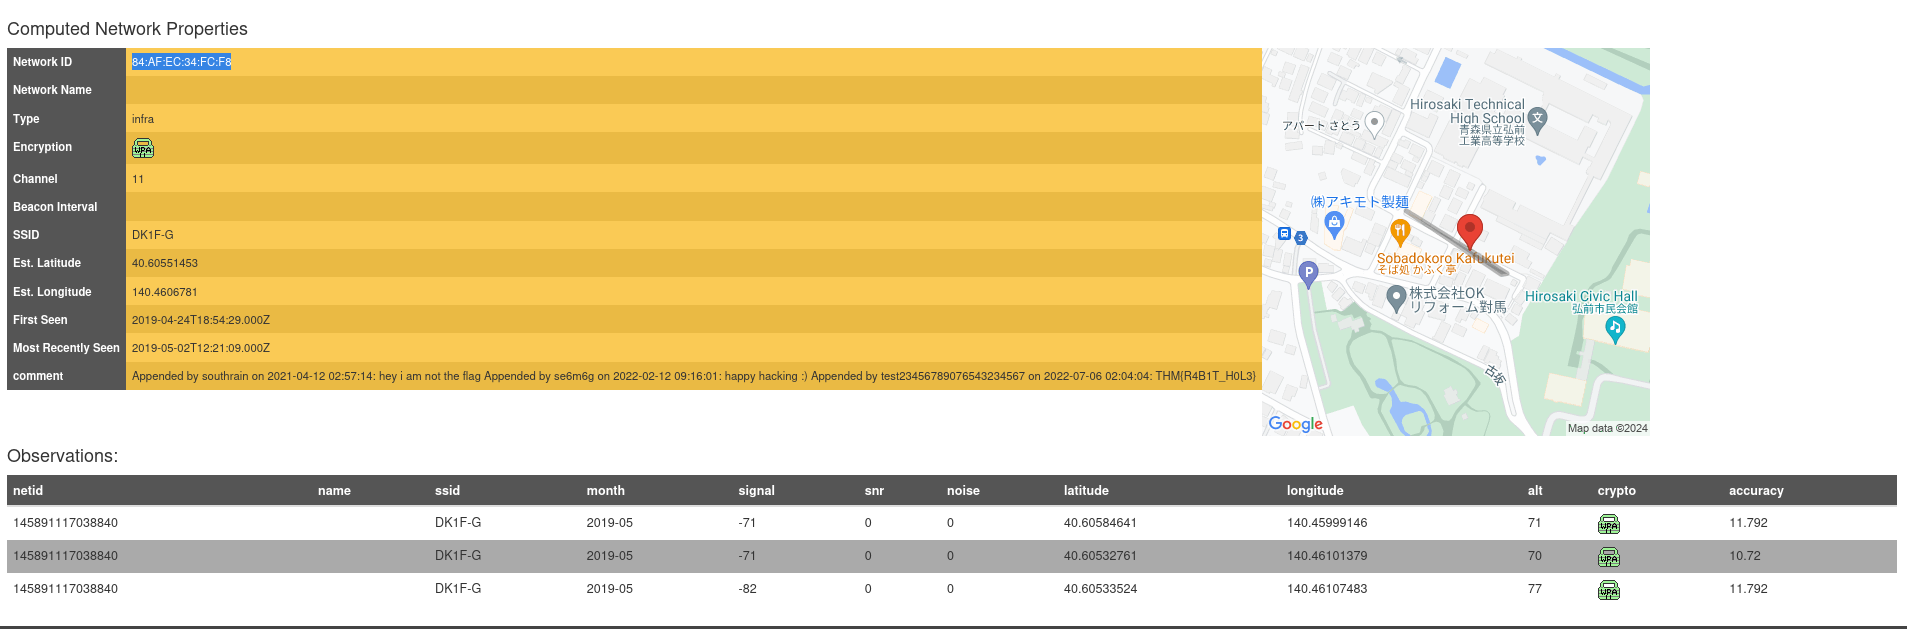 Computed Network Properties
Network ID 84:AF:EC:34:FC:F8
Network Name
Type infra
Encryption WPA
Channel 11
Beacon Interval
SSID DK1F-G
Est. Latitude 40.60551453
Est. Longitude 140.4606781
First Seen 2019-04-24T18:54:29.000Z
Most Recently Seen 2019-05-02T12:21:09.000Z
comment Appended by southrain on 2021-04-12 02:57:14: hey i am not the flag Appended by se6m6g on 2022-02-12 09:16:01: happy hacking :) Appended by test23456789076543234567 on 2022-07-06 02:04:04: THM{R4B1T_H0L3}
Hirosaki Technical
High School
青森県立弘前
工業高等学校
アパート さとう
㈱アキモト製麺
3
Sobadokoro Kafukutei
そば処 かふく亭
P
株式会社OK
リフォーム對馬
Hirosaki Civic Hall
弘前市民会館
古坂
Google
Map data ©2024
Observations:
netid name ssid month signal snr noise latitude longitude alt crypto accuracy
145891117038840 DK1F-G 2019-05 -71 0 0 40.60584641 140.45999146 71 WPA 11.792
145891117038840 DK1F-G 2019-05 -71 0 0 40.60532761 140.46101379 70 WPA 10.72
145891117038840 DK1F-G 2019-05 -82 0 0 40.60533524 140.46107483 77 WPA 11.792